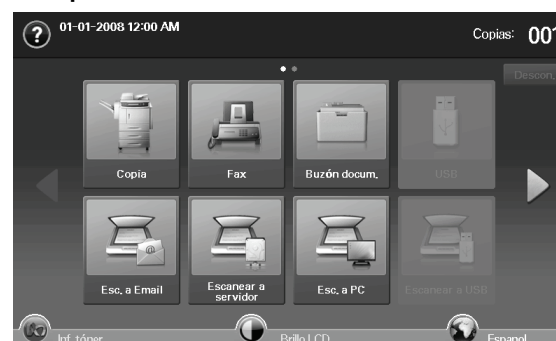 01-01-2008 12:00 AM
Copias: 001
Descon.
Copia
Fax
Buzón docum.
USB
Esc. a Email
Escanear a
servidor
Esc. a PC
Escanear a USB
Inf. tóner
Brillo LCD
Espanol